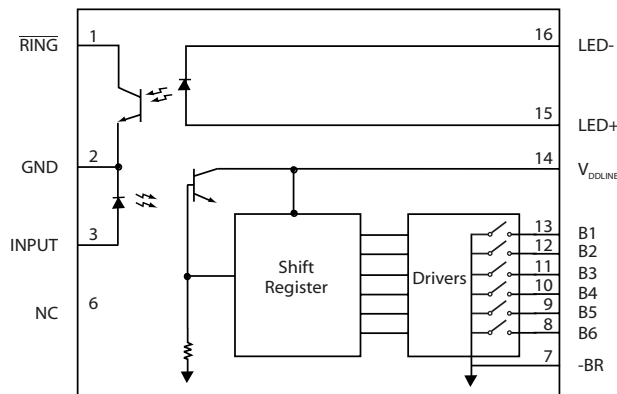 RING 1
GND 2
INPUT 3
NC 6
16 LED-
15 LED+
14 VDDLINE
Shift
Register
Drivers
13 B1
12 B2
11 B3
10 B4
9 B5
8 B6
7 -BR